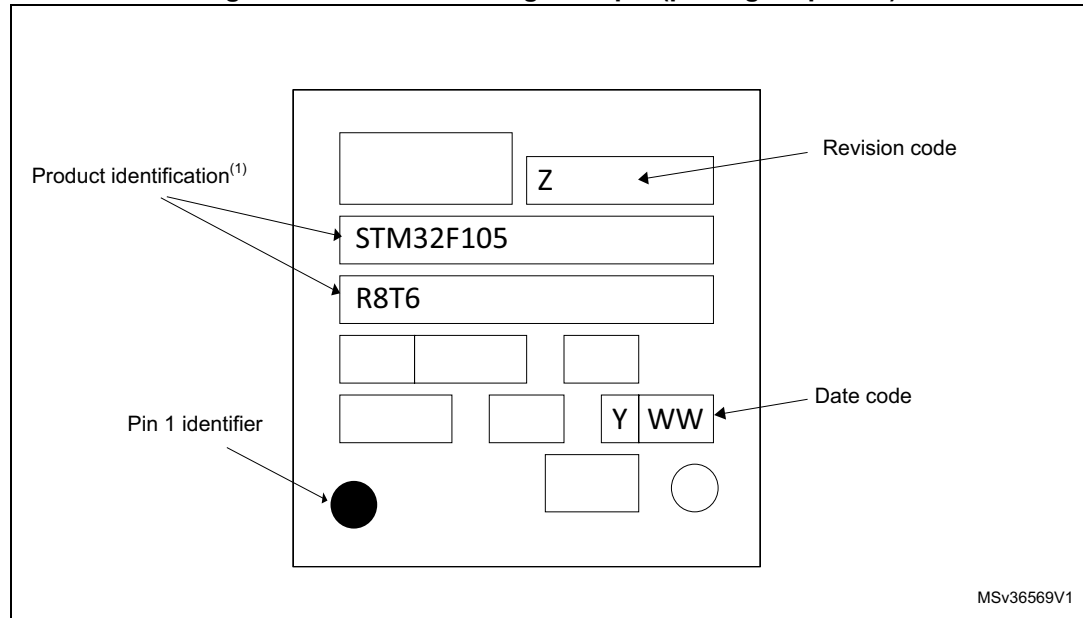 Revision code
Product identification(1)
Z
STM32F105
R8T6
Date code
Pin 1 identifier
Y WW
MSv36569V1